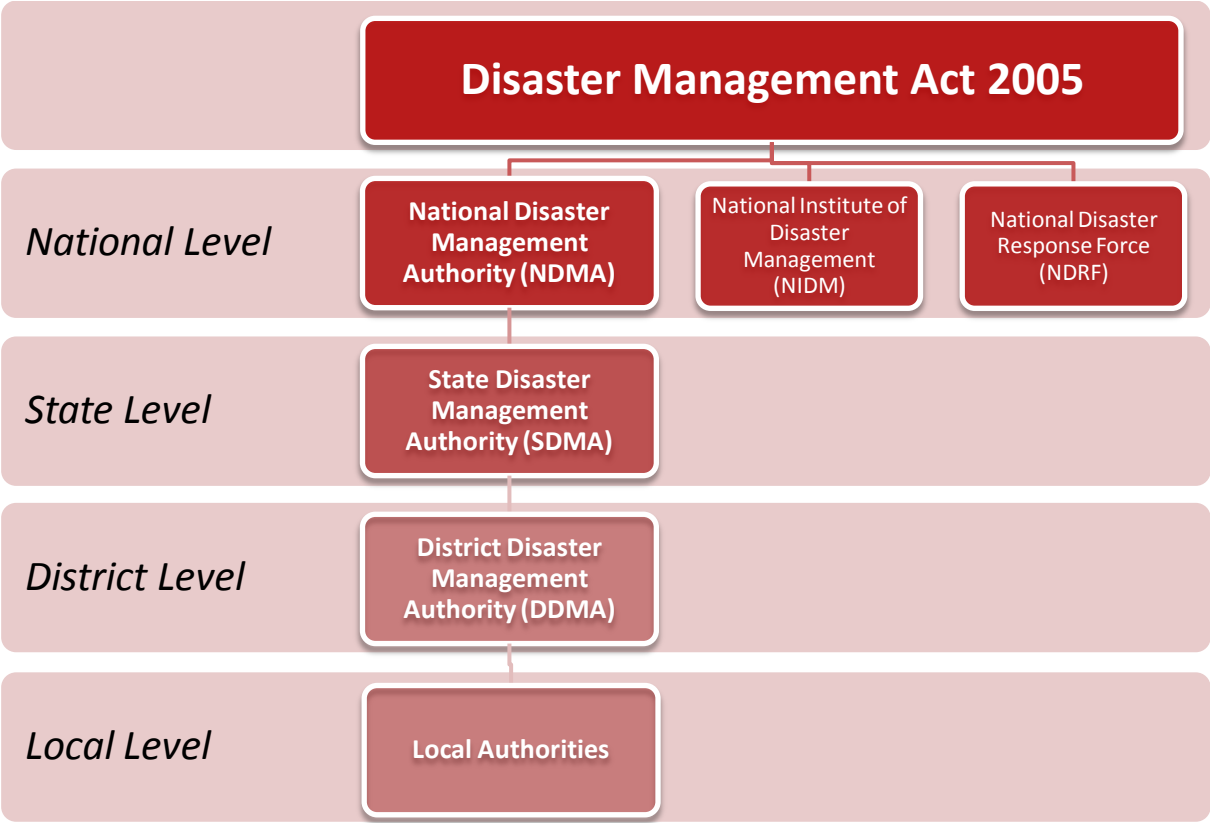 Disaster Management Act 2005
National Level
National Disaster
Management
Authority (NDMA)
National Institute of
Disaster
Management
(NIDM)
National Disaster
Response Force
(NDRF)
State Level
State Disaster
Management
Authority (SDMA)
District Level
District Disaster
Management
Authority (DDMA)
Local Level
Local Authorities